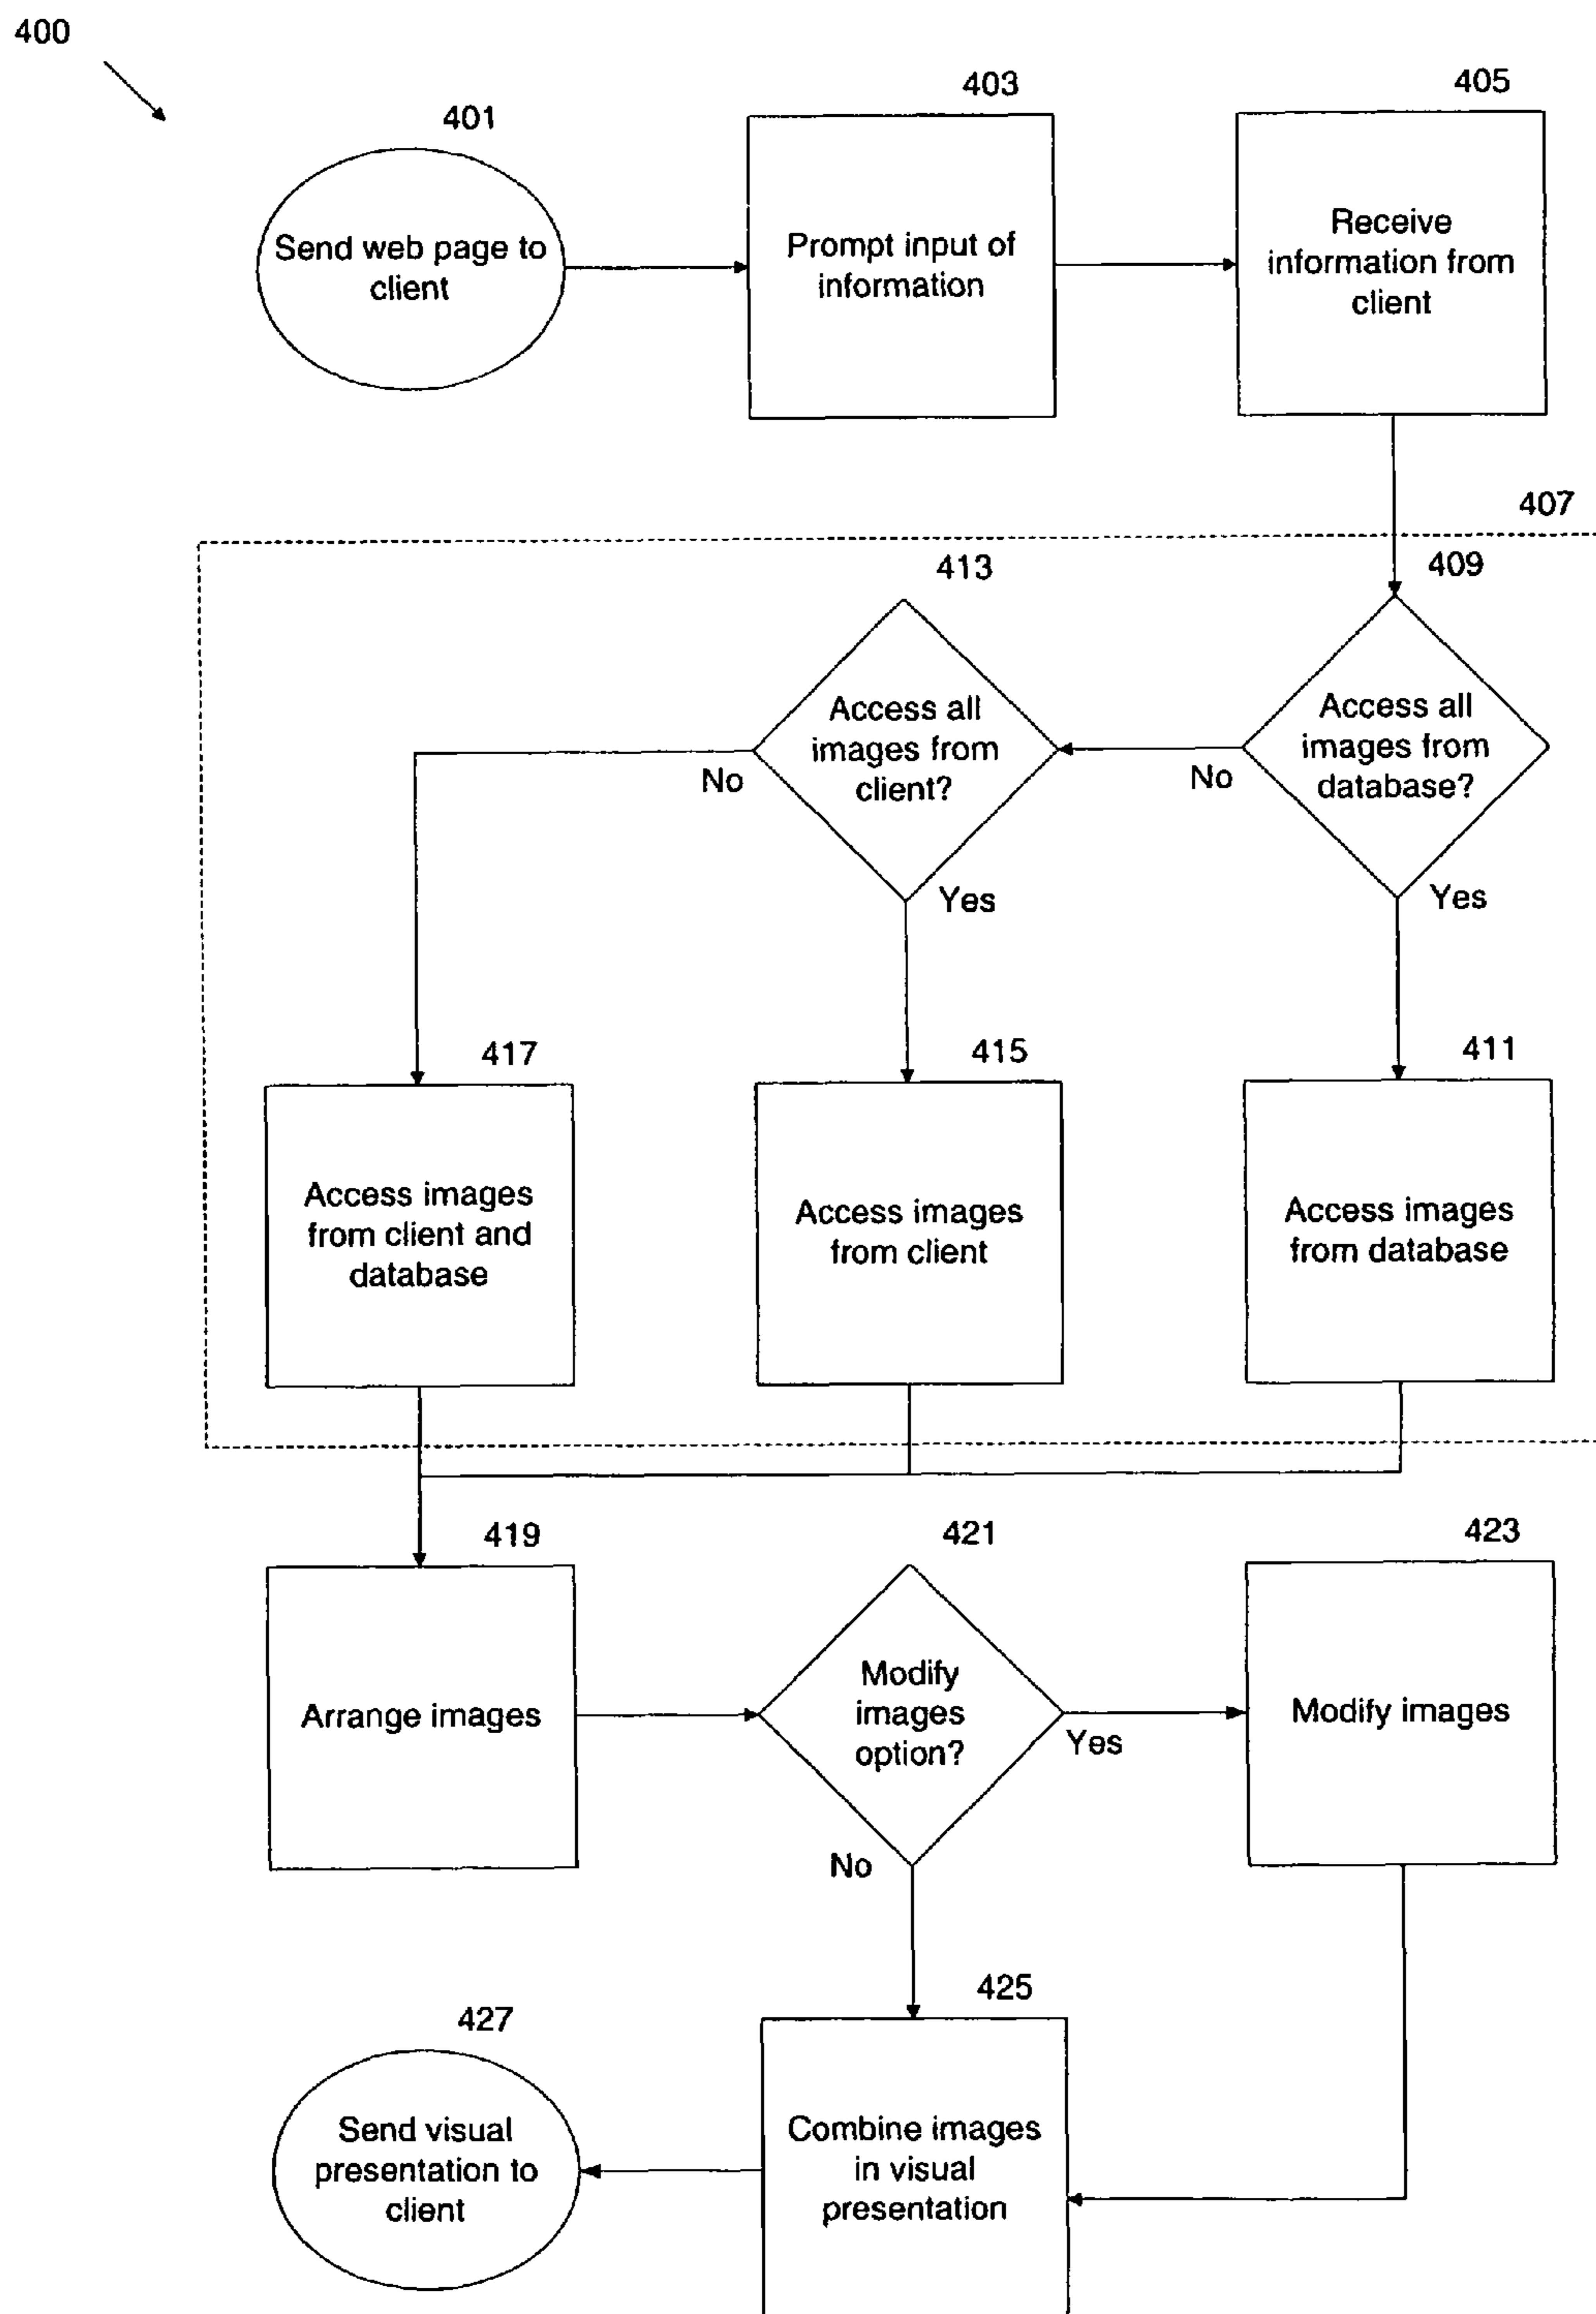 400
401
Send web page to
client
403
Prompt input of
information
405
Receive
information from
client
407
409
Access all
images from
database?
No
Yes
413
Access all
images from
client?
No
Yes
417
Access images
from client and
database
415
Access images
from client
411
Access images
from database
419
Arrange images
421
Modify
images
option?
Yes
No
423
Modify images
425
Combine images
in visual
presentation
427
Send visual
presentation to
client